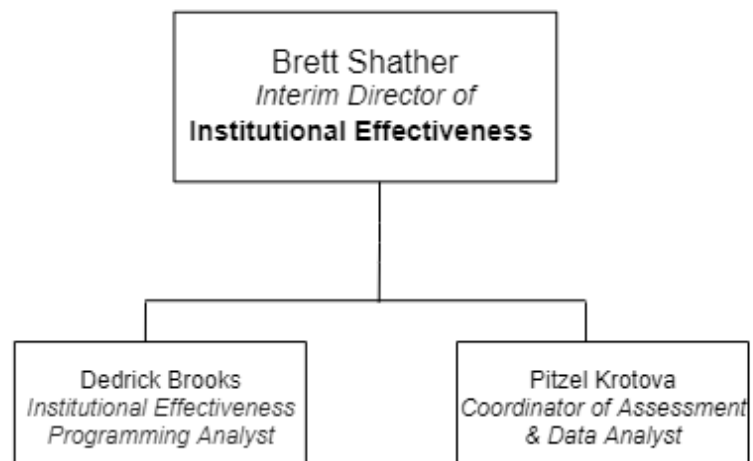 Brett Shather
Interim Director of
Institutional Effectiveness
Dedrick Brooks
Institutional Effectiveness
Programming Analyst
Pitzel Krotova
Coordinator of Assessment
& Data Analyst